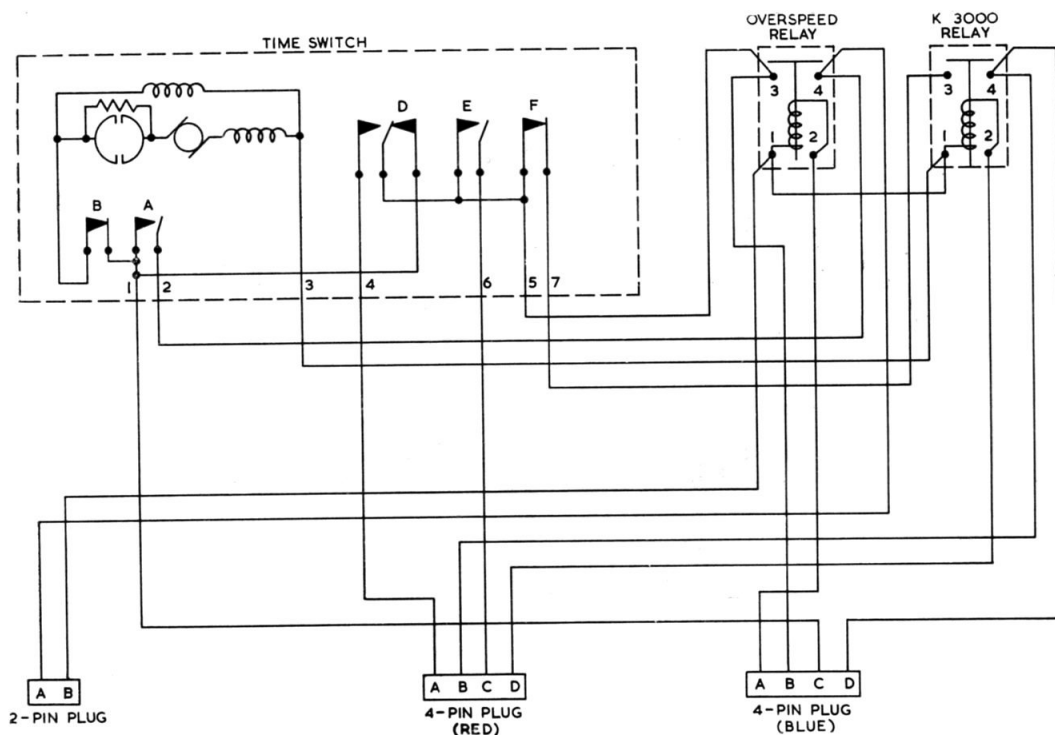 OVERSPEED
RELAY
K 3000
RELAY
TIME SWITCH
3 4
3 4
D E F
1 2
1 2
B A
1 2 3 4 6 5 7
A B
2-PIN PLUG
A B C D
4-PIN PLUG
(RED)
A B C D
4-PIN PLUG
(BLUE)